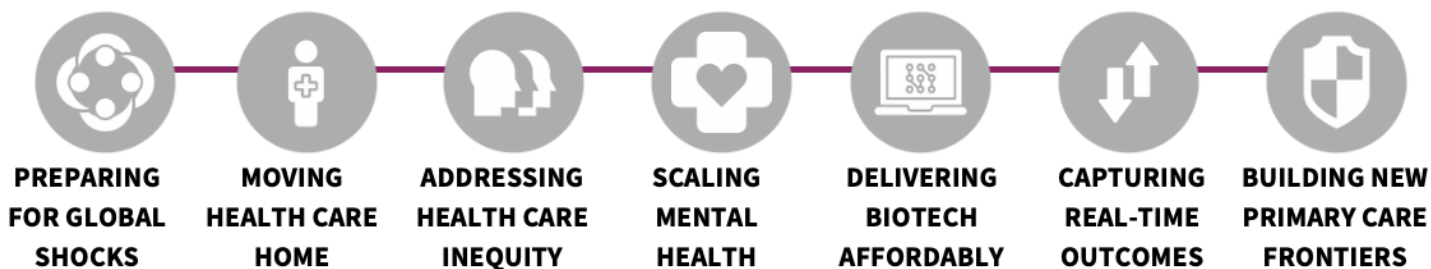 PREPARING
FOR GLOBAL
SHOCKS
MOVING
HEALTH CARE
HOME
ADDRESSING
HEALTH CARE
INEQUITY
SCALING
MENTAL
HEALTH
DELIVERING
BIOTECH
AFFORDABLY
CAPTURING
REAL-TIME
OUTCOMES
BUILDING NEW
PRIMARY CARE
FRONTIERS